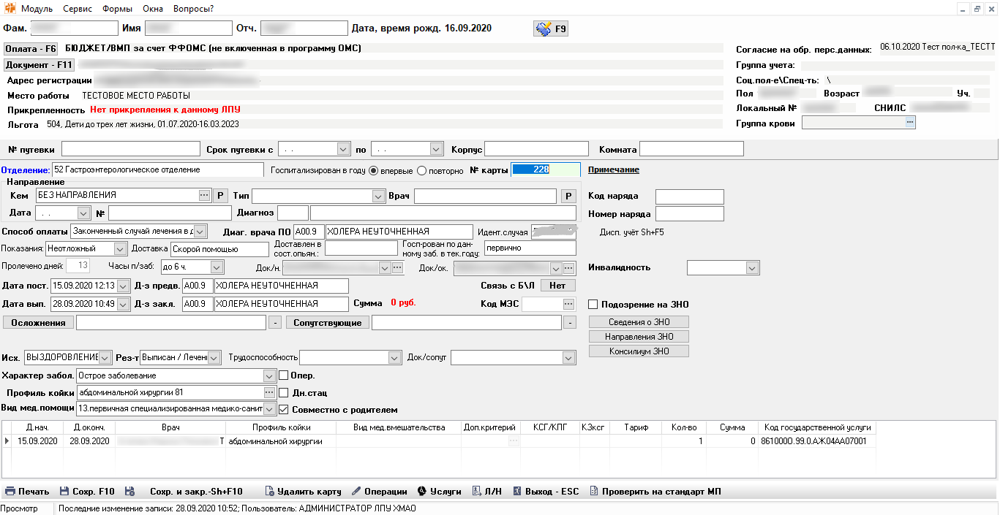 Модуль Сервис Формы Окна Вопросы?
Фам. Имя Отч. Дата, время рожд. 16.09.2020 F9
Оплата - F6 БЮДЖЕТ/ВМП за счет ФФОМС (не включенная в программу ОМС)
Согласие на обр. перс.данных: 06.10.2020 Тест пол-ка_ТЕСТТ
Документ - F11
Группа учета:
Адрес регистрации
Соц.пол-е\Спец-ть: \
Место работы ТЕСТОВОЕ МЕСТО РАБОТЫ
Пол Возраст Уч.
Прикрепленность Нет прикрепления к данному ЛПУ
Локальный № СНИЛС
Льгота 504, Дети до трех лет жизни, 01.07.2020-16.03.2023
Группа крови ...
№ путевки Срок путевки с . . по . . Корпус Комната
Отделение: 52 Гастроэнтерологическое отделение Госпитализирован в году впервые повторно № карты 228 Примечание
Направление
Кем БЕЗ НАПРАВЛЕНИЯ ... Р Тип Врач Р Код наряда
Дата . . № Диагноз Номер наряда
Способ оплаты Законченный случай лечения в д Диаг. врача ПО A00.9 ХОЛЕРА НЕУТОЧНЕННАЯ Идент.случая Дисп. учёт Sh+F5
Показания: Неотложный Доставка Скорой помощью Доставлен в сост.опьян.: Госп-рован по дан-ному заб. в тек.году: первично
Пролечено дней: 13 Часы п/заб: до 6 ч. Док/н. ... Док/ок. ... Инвалидность
Дата пост. 15.09.2020 12:13 Д-з предв. A00.9 ХОЛЕРА НЕУТОЧНЕННАЯ Связь с Б\Л Нет
Дата вып. 28.09.2020 10:49 Д-з закл. A00.9 ХОЛЕРА НЕУТОЧНЕННАЯ Сумма 0 руб. Код МЭС ... Подозрение на ЗНО
Осложнения - Сопутствующие - Сведения о ЗНО
Направления ЗНО
Консилиум ЗНО
Исх. ВЫЗДОРОВЛЕНИЕ Рез-т Выписан / Лечен Трудоспособность Док/сопут
Характер забол. Острое заболевание Опер.
Профиль койки абдоминальной хирургии 81 ... Дн.стац
Вид мед.помощи 13.первичная специализированная медико-санит Совместно с родителем
Д.нач. Д.оконч. Врач Профиль койки Вид мед.вмешательства Доп.критерий КСГ/КПГ КЗксг Тариф Кол-во Сумма Код государственной услуги
15.09.2020 28.09.2020 Т абдоминальной хирургии ... 1 0 861000О.99.0.АЖ04АА07001
Печать Сохр. F10 Сохр. и закр.-Sh+F10 Удалить карту Операции Услуги Л/Н Выход - ESC Проверить на стандарт МП
Просмотр Последние изменение записи: 28.09.2020 10:52; Пользователь: АДМИНИСТРАТОР ЛПУ ХМАО